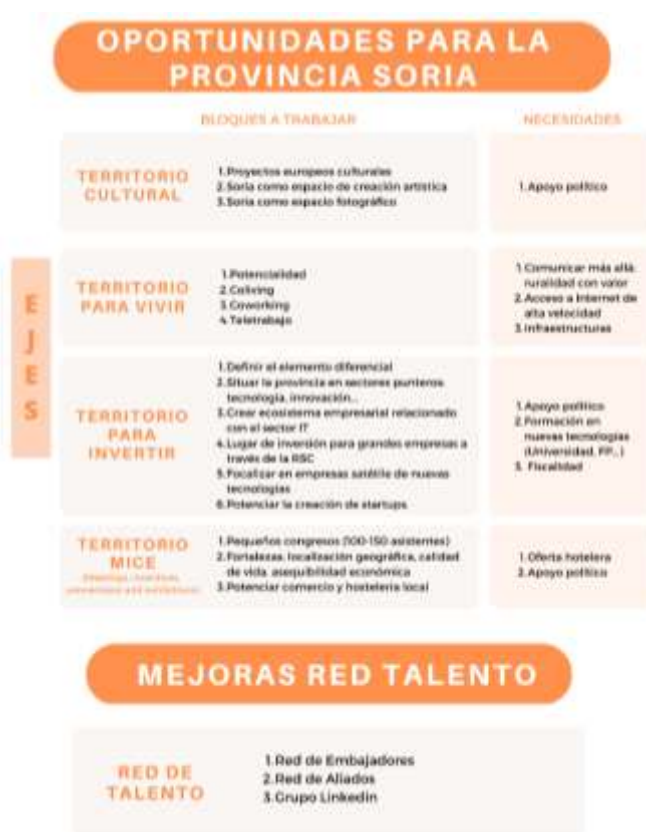 OPORTUNIDADES PARA LA
PROVINCIA SORIA
BLOQUES A TRABAJAR
NECESIDADES
EJES
TERRITORIO
CULTURAL
1.Proyectos europeos culturales
2.Soria como espacio de creación artística
3.Soria como espacio fotográfico
1.Apoyo político
TERRITORIO
PARA VIVIR
1.Potencialidad
2.Coliving
3.Coworking
4.Teletrabajo
1.Comunicar más allá:
ruralidad con valor
2.Acceso a Internet de
alta velocidad
3.Infraestructuras
TERRITORIO
PARA
INVERTIR
1.Definir el elemento diferencial
2.Situar la provincia en sectores punteros
tecnología, innovación...
3.Crear ecosistema empresarial relacionado
con el sector IT
4.Lugar de inversión para grandes empresas a
través de la RSC
5.Focalizar en empresas satélite de nuevas
tecnologías
6.Potenciar la creación de startups
1.Apoyo político
2.Formación en
nuevas tecnologías
(Universidad, FP...)
3. Fiscalidad
TERRITORIO
MICE
1.Pequeños congresos (100-150 asistentes)
2.Fortalezas: localización geográfica, calidad
de vida, asequibilidad económica
3.Potenciar comercio y hostelería local
1.Oferta hotelera
2.Apoyo político
MEJORAS RED TALENTO
RED DE
TALENTO
1.Red de Embajadores
2.Red de Aliados
3.Grupo Linkedin